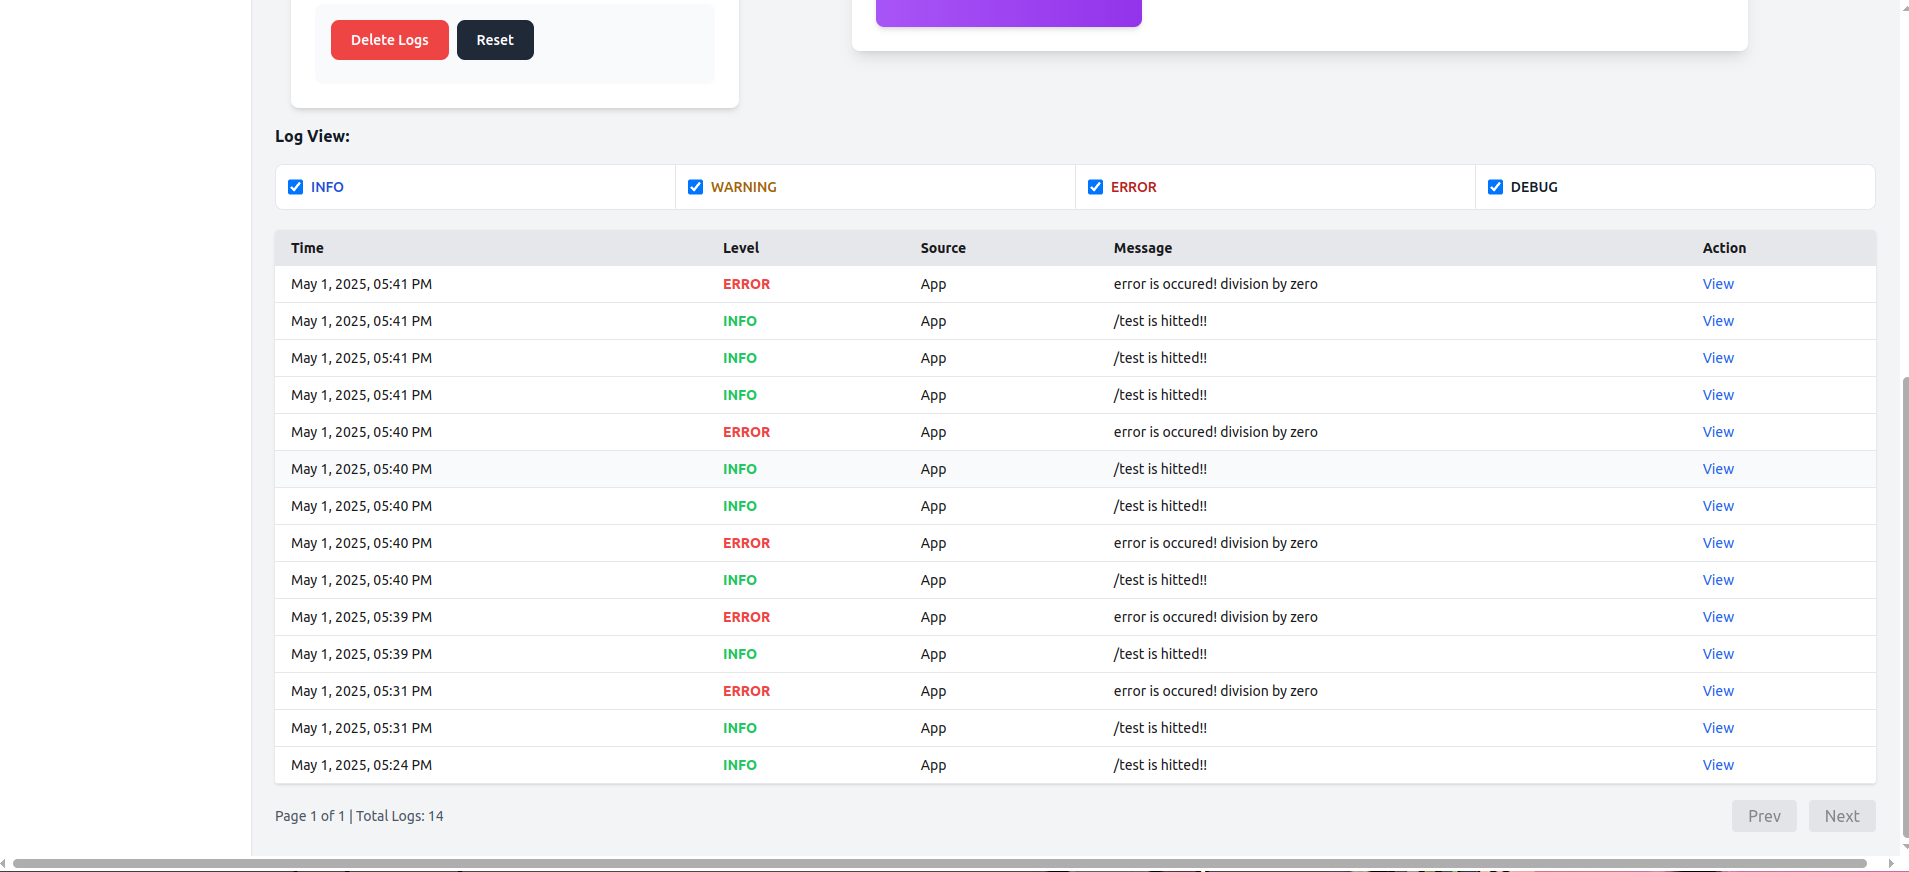 Delete Logs Reset
Log View:
INFO WARNING ERROR DEBUG
Time Level Source Message Action
May 1, 2025, 05:41 PM ERROR App error is occured! division by zero View
May 1, 2025, 05:41 PM INFO App /test is hitted!! View
May 1, 2025, 05:41 PM INFO App /test is hitted!! View
May 1, 2025, 05:41 PM INFO App /test is hitted!! View
May 1, 2025, 05:40 PM ERROR App error is occured! division by zero View
May 1, 2025, 05:40 PM INFO App /test is hitted!! View
May 1, 2025, 05:40 PM INFO App /test is hitted!! View
May 1, 2025, 05:40 PM ERROR App error is occured! division by zero View
May 1, 2025, 05:40 PM INFO App /test is hitted!! View
May 1, 2025, 05:39 PM ERROR App error is occured! division by zero View
May 1, 2025, 05:39 PM INFO App /test is hitted!! View
May 1, 2025, 05:31 PM ERROR App error is occured! division by zero View
May 1, 2025, 05:31 PM INFO App /test is hitted!! View
May 1, 2025, 05:24 PM INFO App /test is hitted!! View
Page 1 of 1 | Total Logs: 14 Prev Next